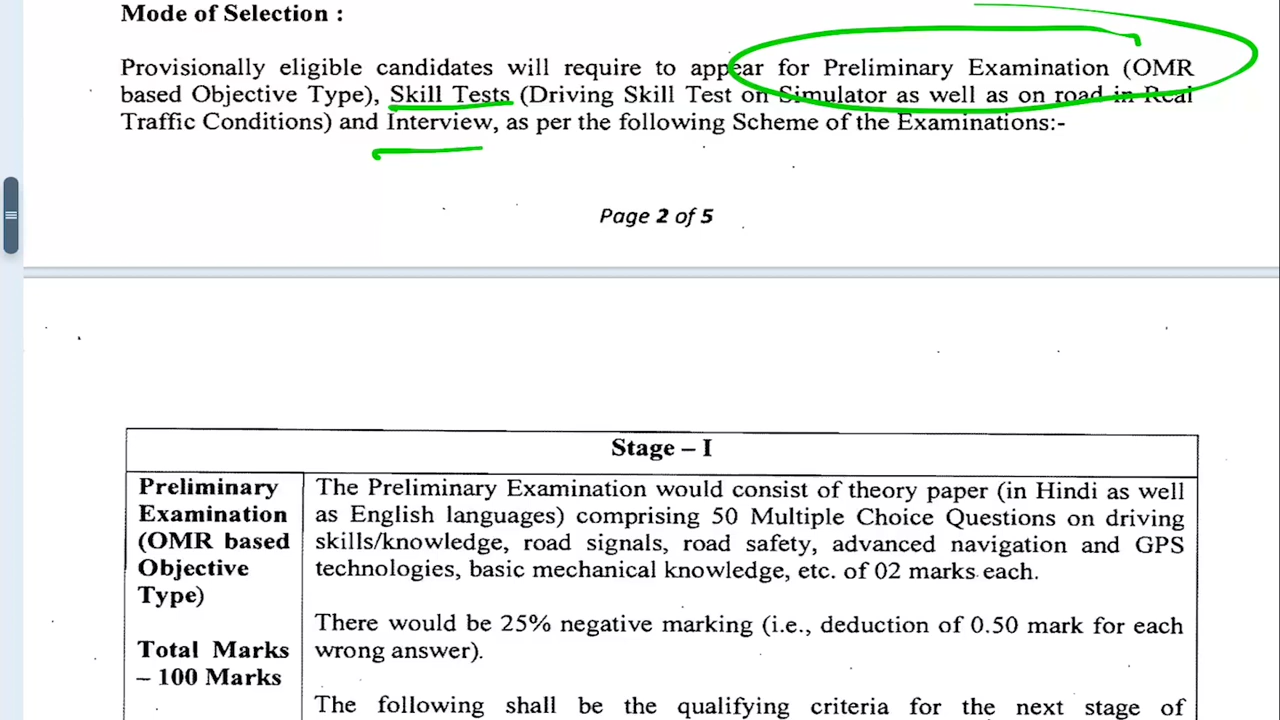 Mode of Selection :
Provisionally eligible candidates will require to appear for Preliminary Examination (OMR
based Objective Type), Skill Tests (Driving Skill Test on Simulator as well as on road in Real
Traffic Conditions) and Interview, as per the following Scheme of the Examinations:-
Page 2 of 5
Stage – I
Preliminary
Examination
(OMR based
Objective
Type)
Total Marks
– 100 Marks
The Preliminary Examination would consist of theory paper (in Hindi as well
as English languages) comprising 50 Multiple Choice Questions on driving
skills/knowledge, road signals, road safety, advanced navigation and GPS
technologies, basic mechanical knowledge, etc. of 02 marks each.
There would be 25% negative marking (i.e., deduction of 0.50 mark for each
wrong answer).
The following shall be the qualifying criteria for the next stage of